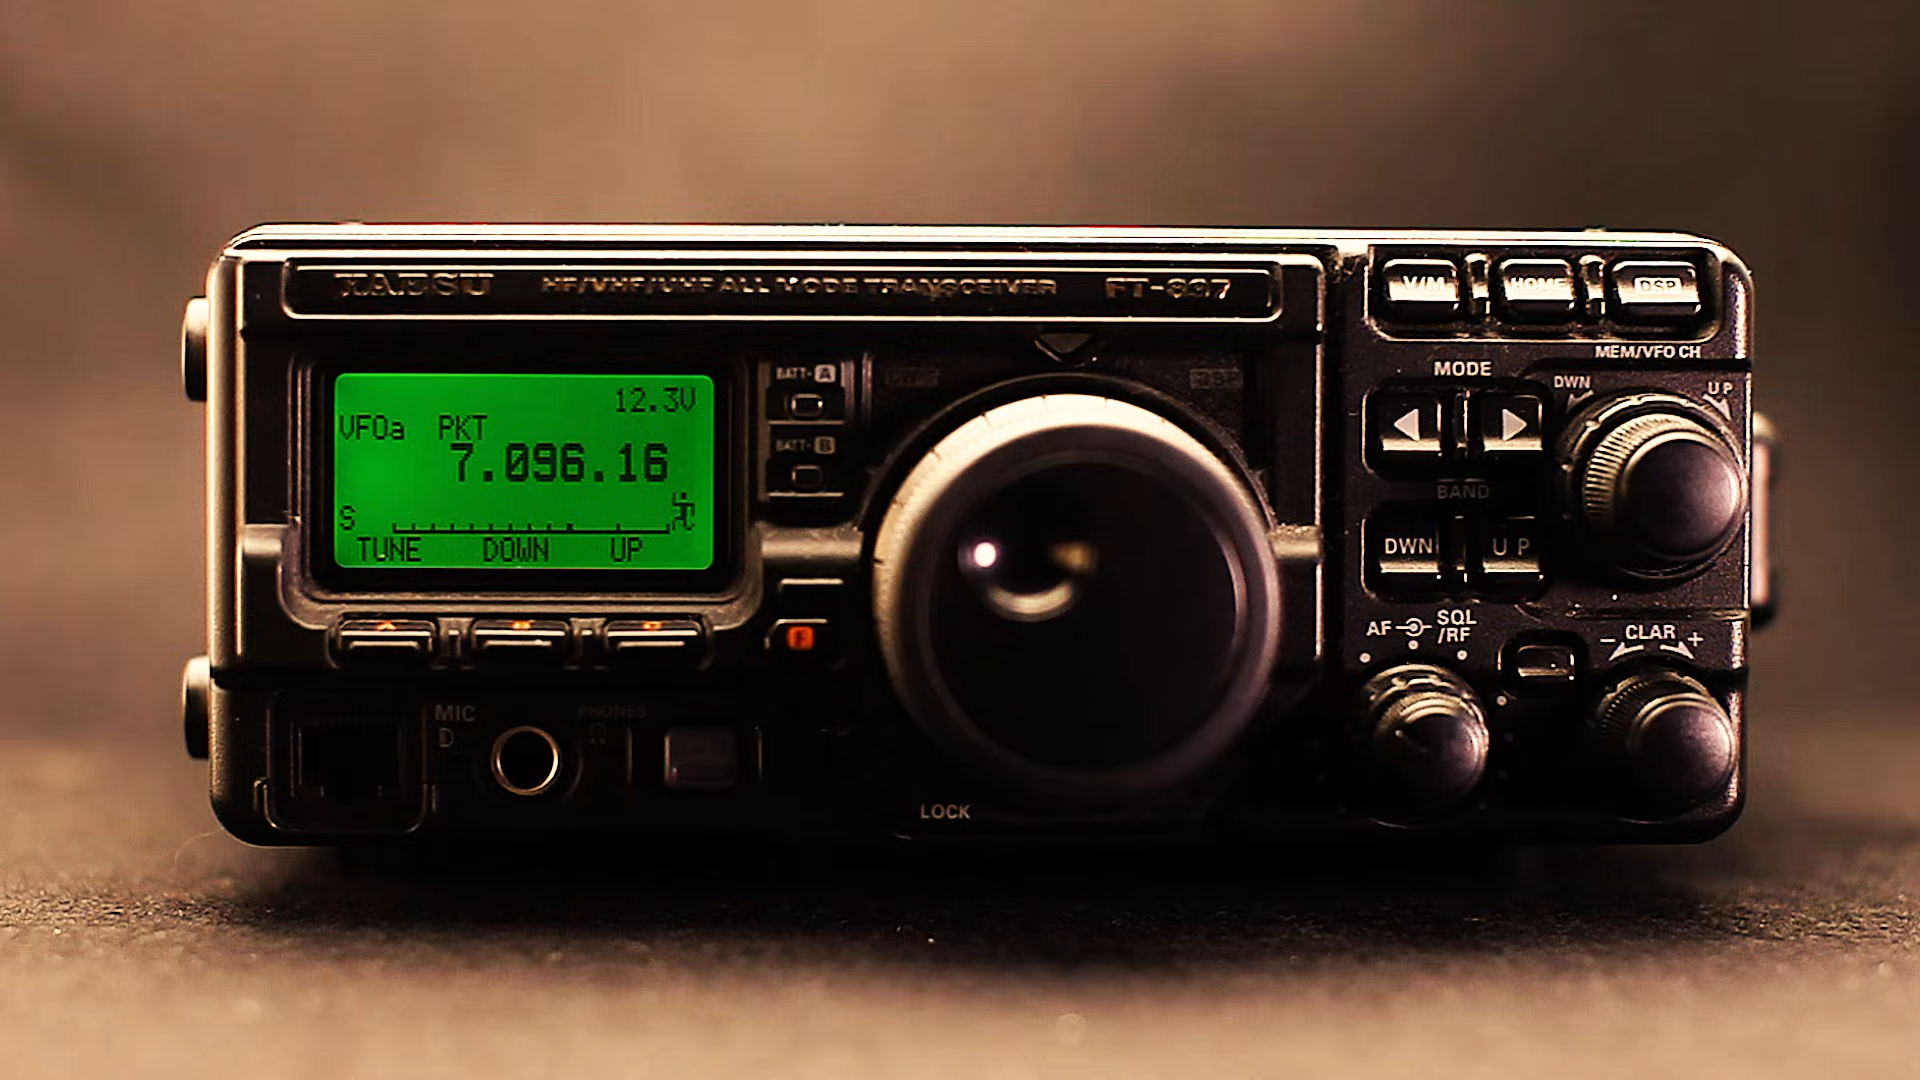 HF/VHF/UHF ALL MODE TRANSCEIVER FT-897
V/M HOME DSP
MEM/VFO CH
MODE
DWN UP
BATT-A
BATT-B
12.3V
VFOa PKT
7.096.16
S
TUNE DOWN UP
BAND
DWN UP
F
AF SQL
/RF
- CLAR +
MIC
PHONES
LOCK